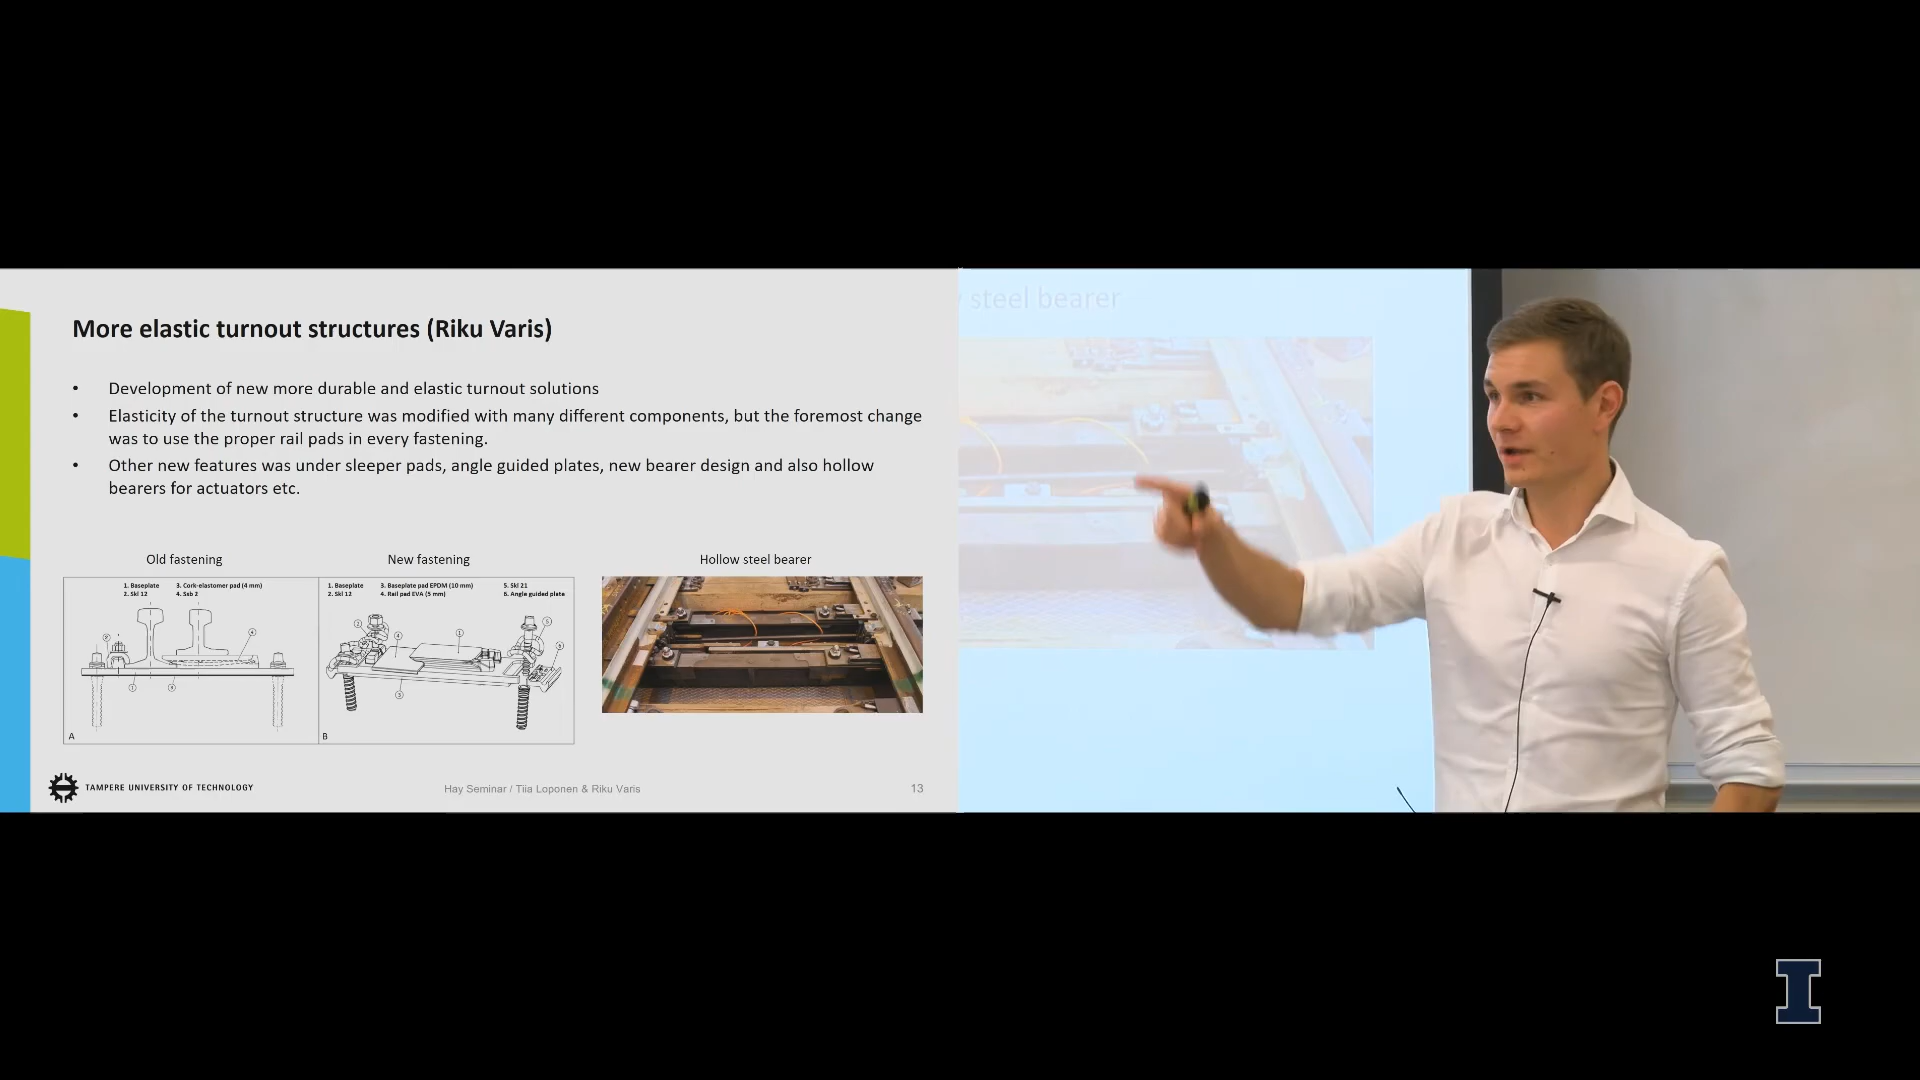 More elastic turnout structures (Riku Varis)
• Development of new more durable and elastic turnout solutions
• Elasticity of the turnout structure was modified with many different components, but the foremost change
was to use the proper rail pads in every fastening.
• Other new features was under sleeper pads, angle guided plates, new bearer design and also hollow
bearers for actuators etc.
Old fastening
New fastening
Hollow steel bearer
1. Baseplate
2. Skl 12
3. Cork-elastomer pad (4 mm)
4. Ssb 2
A
1. Baseplate
2. Skl 12
3. Baseplate pad EPDM (10 mm)
4. Rail pad EVA (5 mm)
5. Skl 21
6. Angle guided plate
B
TAMPERE UNIVERSITY OF TECHNOLOGY
Hay Seminar / Tiia Loponen & Riku Varis
13
steel bearer
I